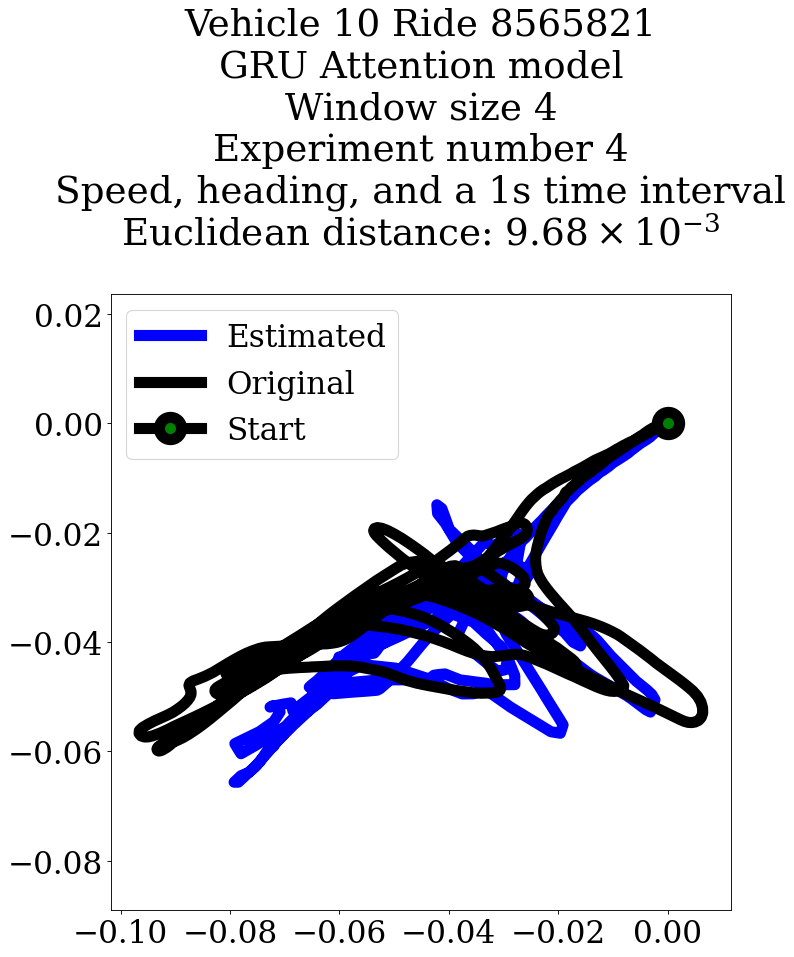 Vehicle 10 Ride 8565821
GRU Attention model
Window size 4
Experiment number 4
Speed, heading, and a 1s time interval
Euclidean distance: 9.68 × 10⁻³
Estimated
Original
Start
0.02
0.00
−0.02
−0.04
−0.06
−0.08
−0.10 −0.08 −0.06 −0.04 −0.02 0.00